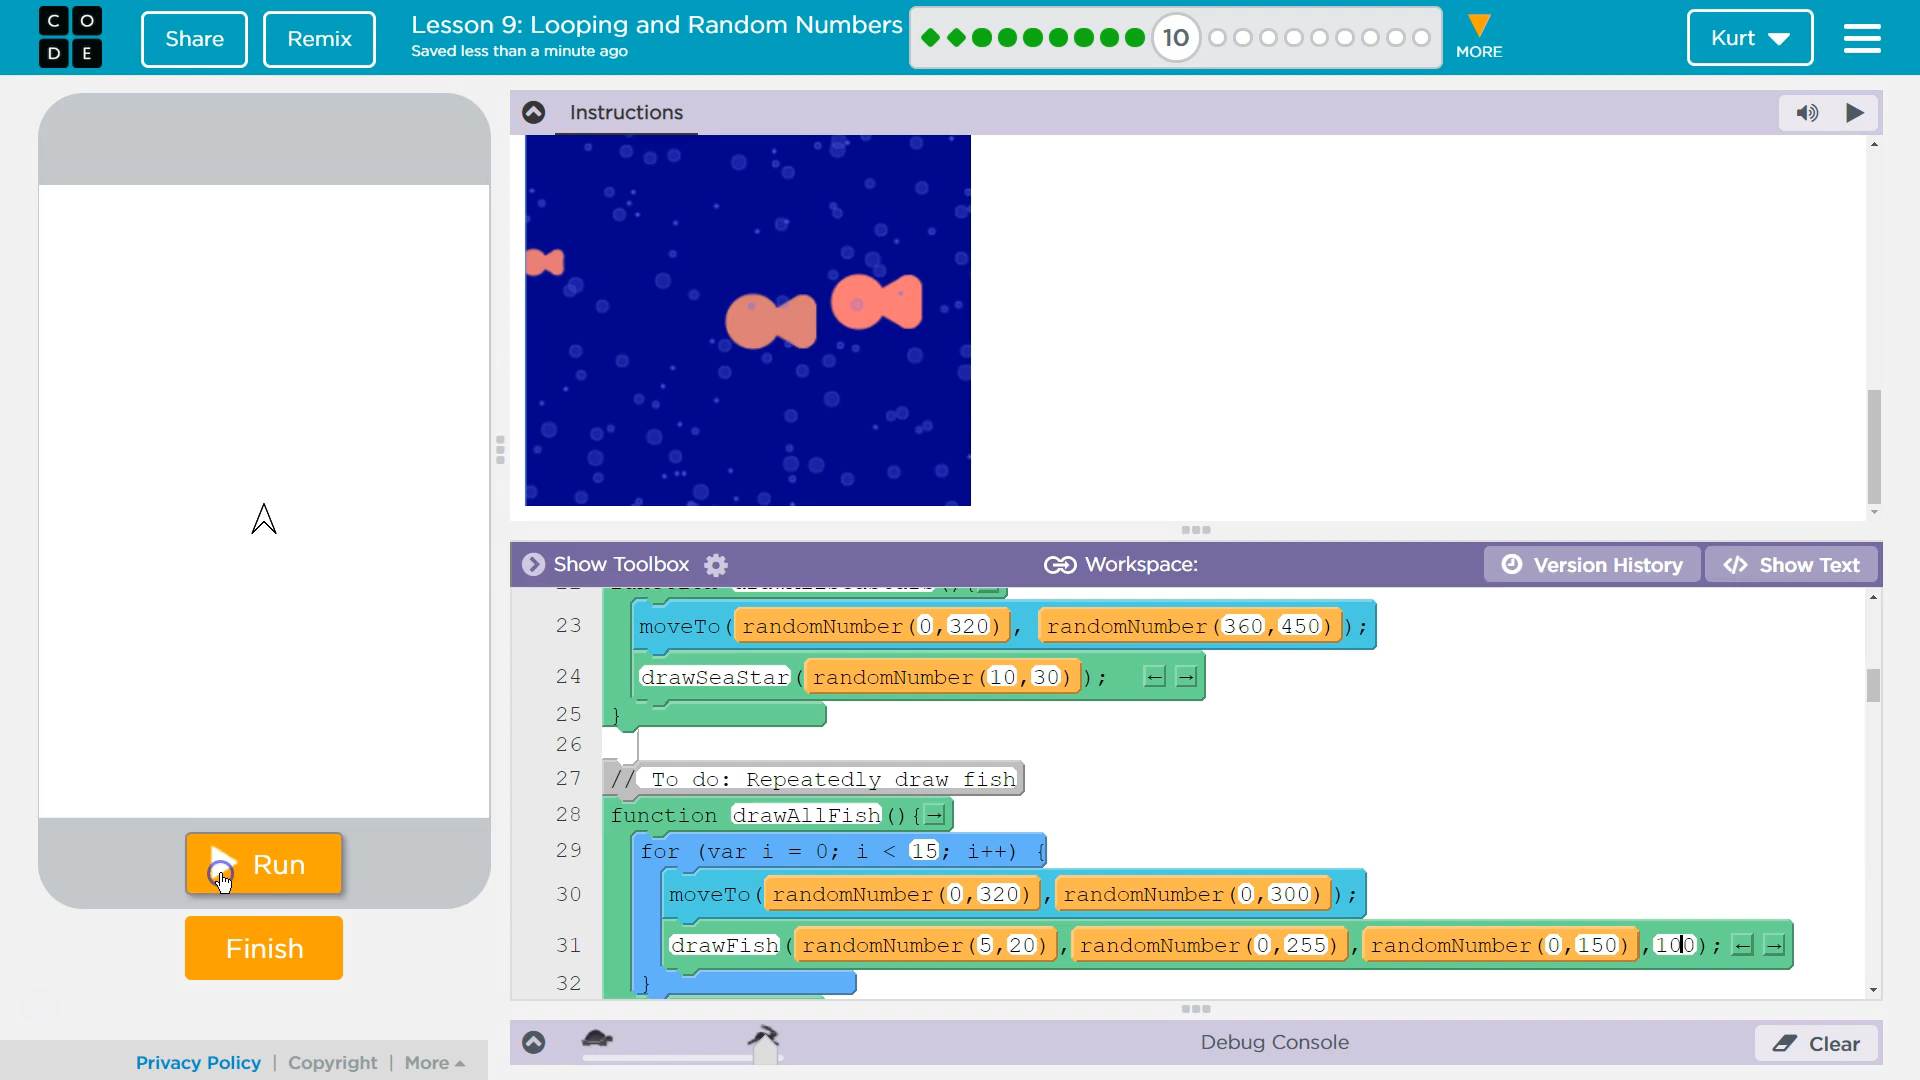 C O
D E
Share
Remix
Lesson 9: Looping and Random Numbers
Saved less than a minute ago
10
MORE
Kurt
Instructions
Show Toolbox
Workspace:
Version History
</> Show Text
23 moveTo(randomNumber(0,320), randomNumber(360,450));
24 drawSeaStar(randomNumber(10,30)); ← →
25 }
26
27 // To do: Repeatedly draw fish
28 function drawAllFish(){→
29 for (var i = 0; i < 15; i++) {
30 moveTo(randomNumber(0,320),randomNumber(0,300));
31 drawFish(randomNumber(5,20),randomNumber(0,255),randomNumber(0,150),100); ← →
32 }
Run
Finish
Debug Console
Clear
Privacy Policy | Copyright | More